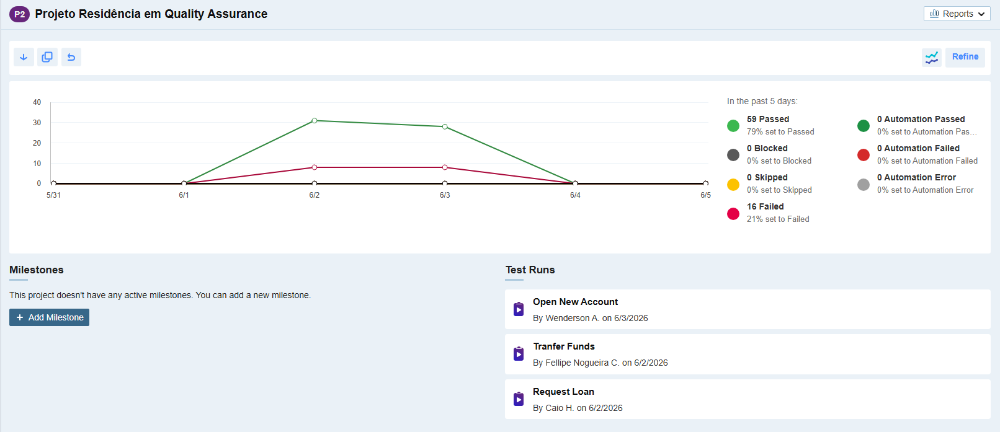 P2 Projeto Residência em Quality Assurance
Reports
Refine
40
30
20
10
0
5/31 6/1 6/2 6/3 6/4 6/5
In the past 5 days:
59 Passed
79% set to Passed
0 Blocked
0% set to Blocked
0 Skipped
0% set to Skipped
16 Failed
21% set to Failed
0 Automation Passed
0% set to Automation Pas...
0 Automation Failed
0% set to Automation Failed
0 Automation Error
0% set to Automation Error
Milestones
This project doesn't have any active milestones. You can add a new milestone.
+ Add Milestone
Test Runs
Open New Account
By Wenderson A. on 6/3/2026
Tranfer Funds
By Fellipe Nogueira C. on 6/2/2026
Request Loan
By Caio H. on 6/2/2026